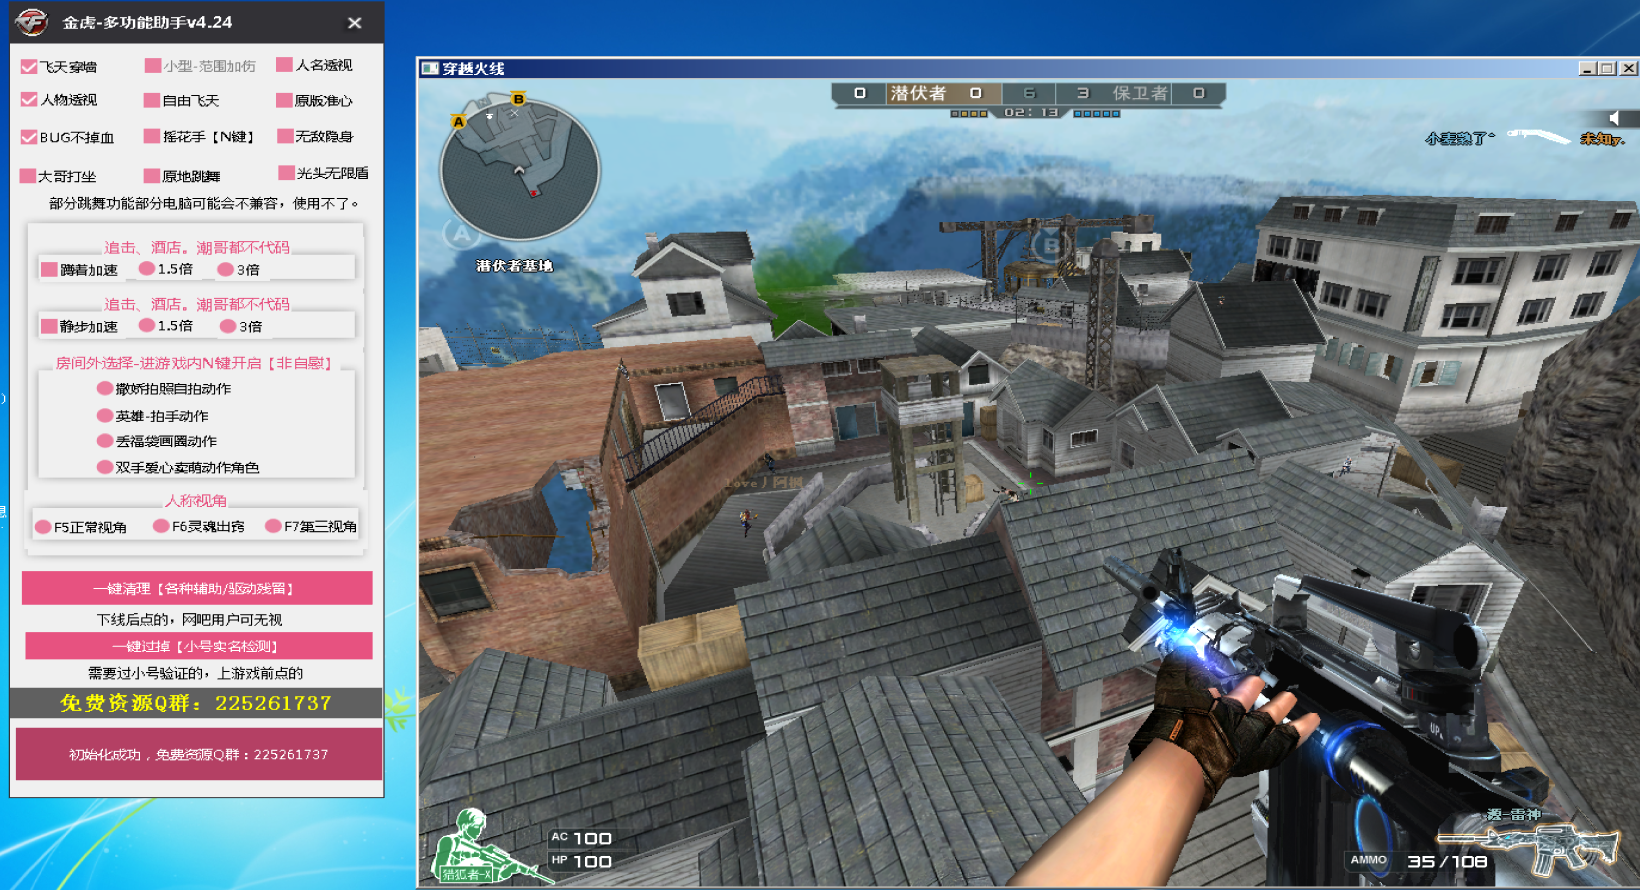 金虎-多功能助手v4.24
飞天穿墙
小型-范围加伤
人名透视
人物透视
自由飞天
原版准心
BUG不掉血
摇花手【N键】
无敌隐身
大哥打坐
原地跳舞
光头无限盾
部分跳舞功能部分电脑可能会不兼容，使用不了。
追击、酒店。潮哥都不代码
蹲着加速
1.5倍
3倍
追击、酒店。潮哥都不代码
静步加速
1.5倍
3倍
房间外选择-进游戏内N键开启【非自慰】
撒娇拍照自拍动作
英雄-拍手动作
丢福袋画圈动作
双手爱心卖萌动作角色
人称视角
F5正常视角
F6灵魂出窍
F7第三视角
一键清理【各种辅助/驱动残留】
下线后点的，网吧用户可无视
一键过掉【小号实名检测】
需要过小号验证的，上游戏前点的
免费资源Q群：225261737
初始化成功，免费资源Q群：225261737
穿越火线
0 潜伏者 0 6 3 保卫者 0
02:13
B
A
A
潜伏者基地
B
小麦熟了^
未知y.
Love丿阿拥
源-雷神
AC 100
HP 100
猎狐者-X
AMMO 35/108